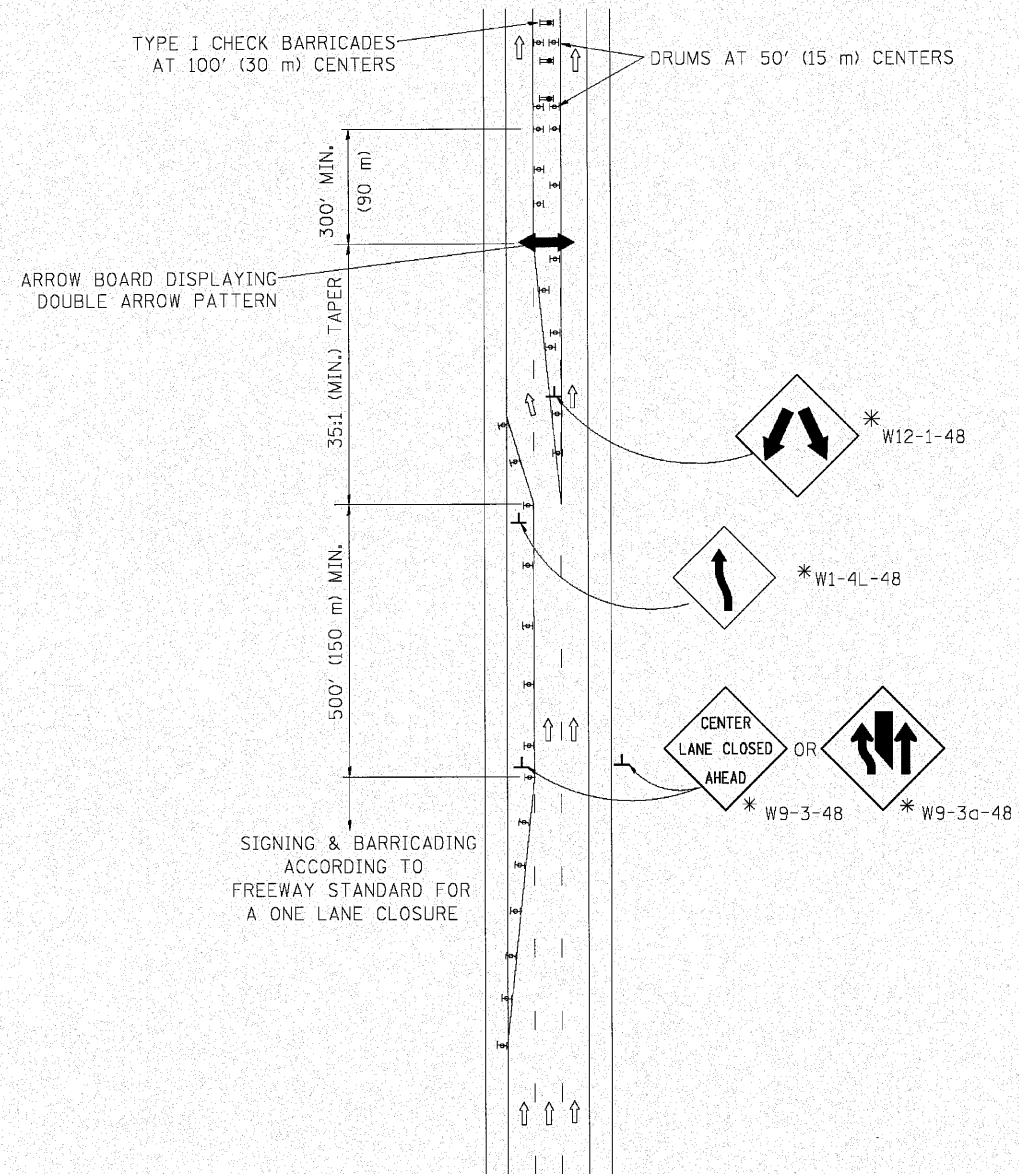 TYPE I CHECK BARRICADES
AT 100' (30 m) CENTERS
DRUMS AT 50' (15 m) CENTERS
300' MIN.
(90 m)
ARROW BOARD DISPLAYING
DOUBLE ARROW PATTERN
35:1 (MIN.) TAPER
* W12-1-48
* W1-4L-48
500' (150 m) MIN.
CENTER
LANE CLOSED
AHEAD
OR
* W9-3-48
* W9-3a-48
SIGNING & BARRICADING
ACCORDING TO
FREEWAY STANDARD FOR
A ONE LANE CLOSURE